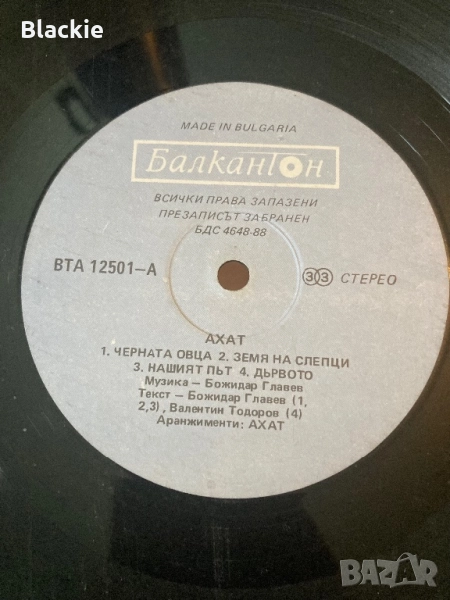 Blackie
MADE IN BULGARIA
БалканТон
ВСИЧКИ ПРАВА ЗАПАЗЕНИ
ПРЕЗАПИСЪТ ЗАБРАНЕН
БДС 4648-88
ВТА 12501–А
33 СТЕРЕО
АХАТ
1. ЧЕРНАТА ОВЦА 2. ЗЕМЯ НА СЛЕПЦИ
3. НАШИЯТ ПЪТ 4. ДЪРВОТО
Музика – Божидар Главев
Текст – Божидар Главев (1,
2,3), Валентин Тодоров (4)
Аранжименти: АХАТ
BAZAR